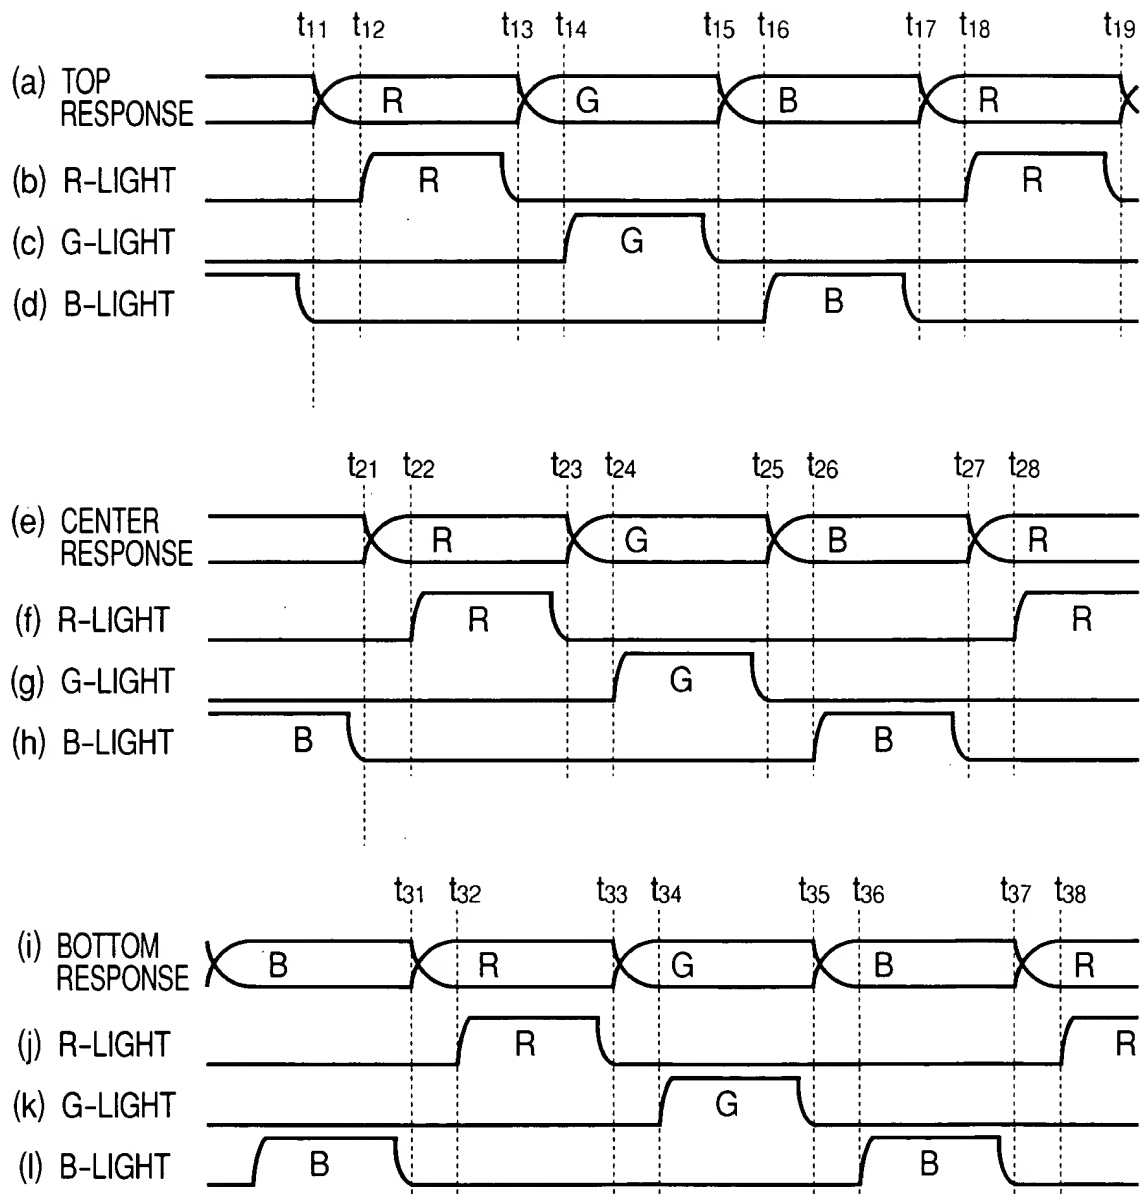 t11 t12 t13 t14 t15 t16 t17 t18 t19
(a) TOP RESPONSE R G B R
(b) R-LIGHT R R
(c) G-LIGHT G
(d) B-LIGHT B
t21 t22 t23 t24 t25 t26 t27 t28
(e) CENTER RESPONSE R G B R
(f) R-LIGHT R R
(g) G-LIGHT G
(h) B-LIGHT B B
t31 t32 t33 t34 t35 t36 t37 t38
(i) BOTTOM RESPONSE B R G B R
(j) R-LIGHT R R
(k) G-LIGHT G
(l) B-LIGHT B B